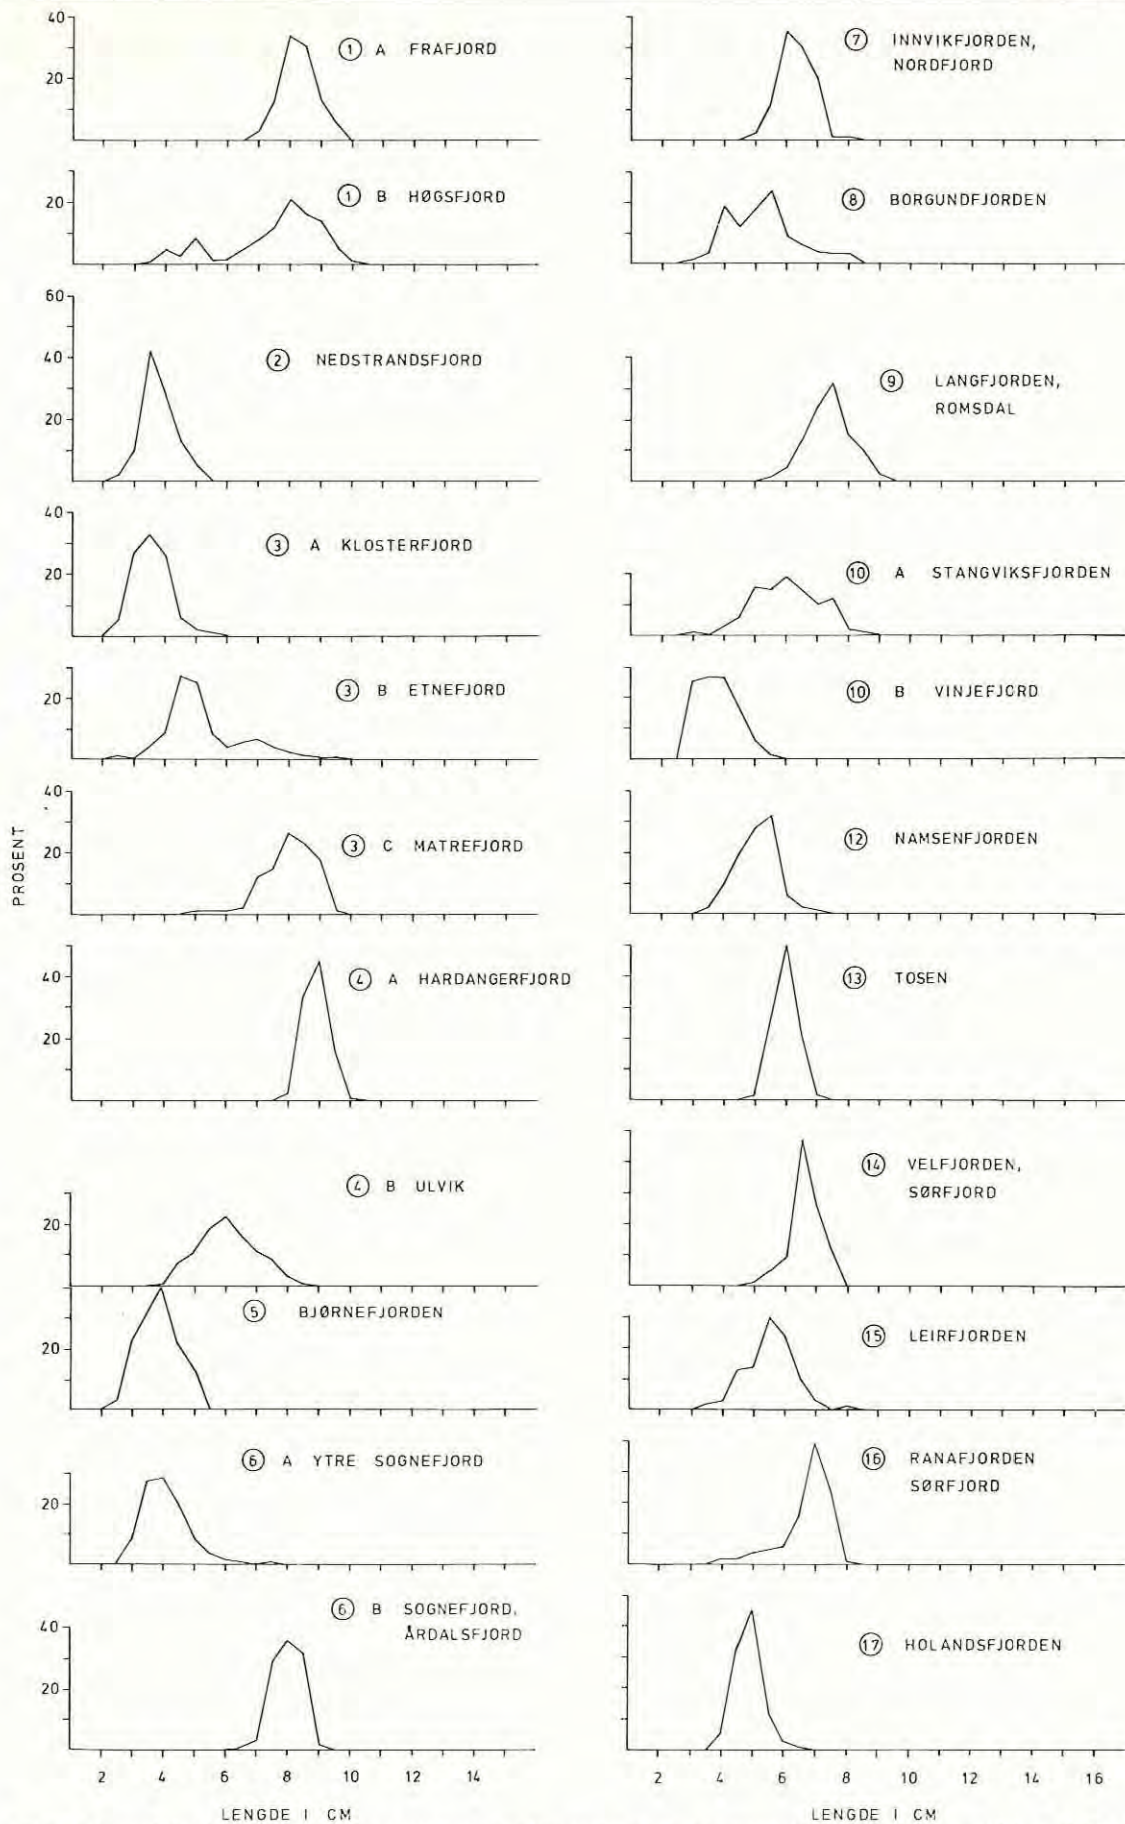 40
20
① A FRAFJORD
20
① B HØGSFJORD
60
40
20
② NEDSTRANDSFJORD
40
20
③ A KLOSTERFJORD
20
③ B ETNEFJORD
40
20
③ C MATREFJORD
PROSENT
40
20
④ A HARDANGERFJORD
20
④ B ULVIK
20
⑤ BJØRNEFJORDEN
20
⑥ A YTRE SOGNEFJORD
40
20
⑥ B SOGNEFJORD,
ÅRDALSFJORD
2 4 6 8 10 12 14
LENGDE I CM
⑦ INNVIKFJORDEN,
NORDFJORD
⑧ BORGUNDFJORDEN
⑨ LANGFJORDEN,
ROMSDAL
⑩ A STANGVIKSFJORDEN
⑩ B VINJEFJORD
⑫ NAMSENFJORDEN
⑬ TOSEN
⑭ VELFJORDEN,
SØRFJORD
⑮ LEIRFJORDEN
⑯ RANAFJORDEN
SØRFJORD
⑰ HOLANDSFJORDEN
2 4 6 8 10 12 14 16
LENGDE I CM